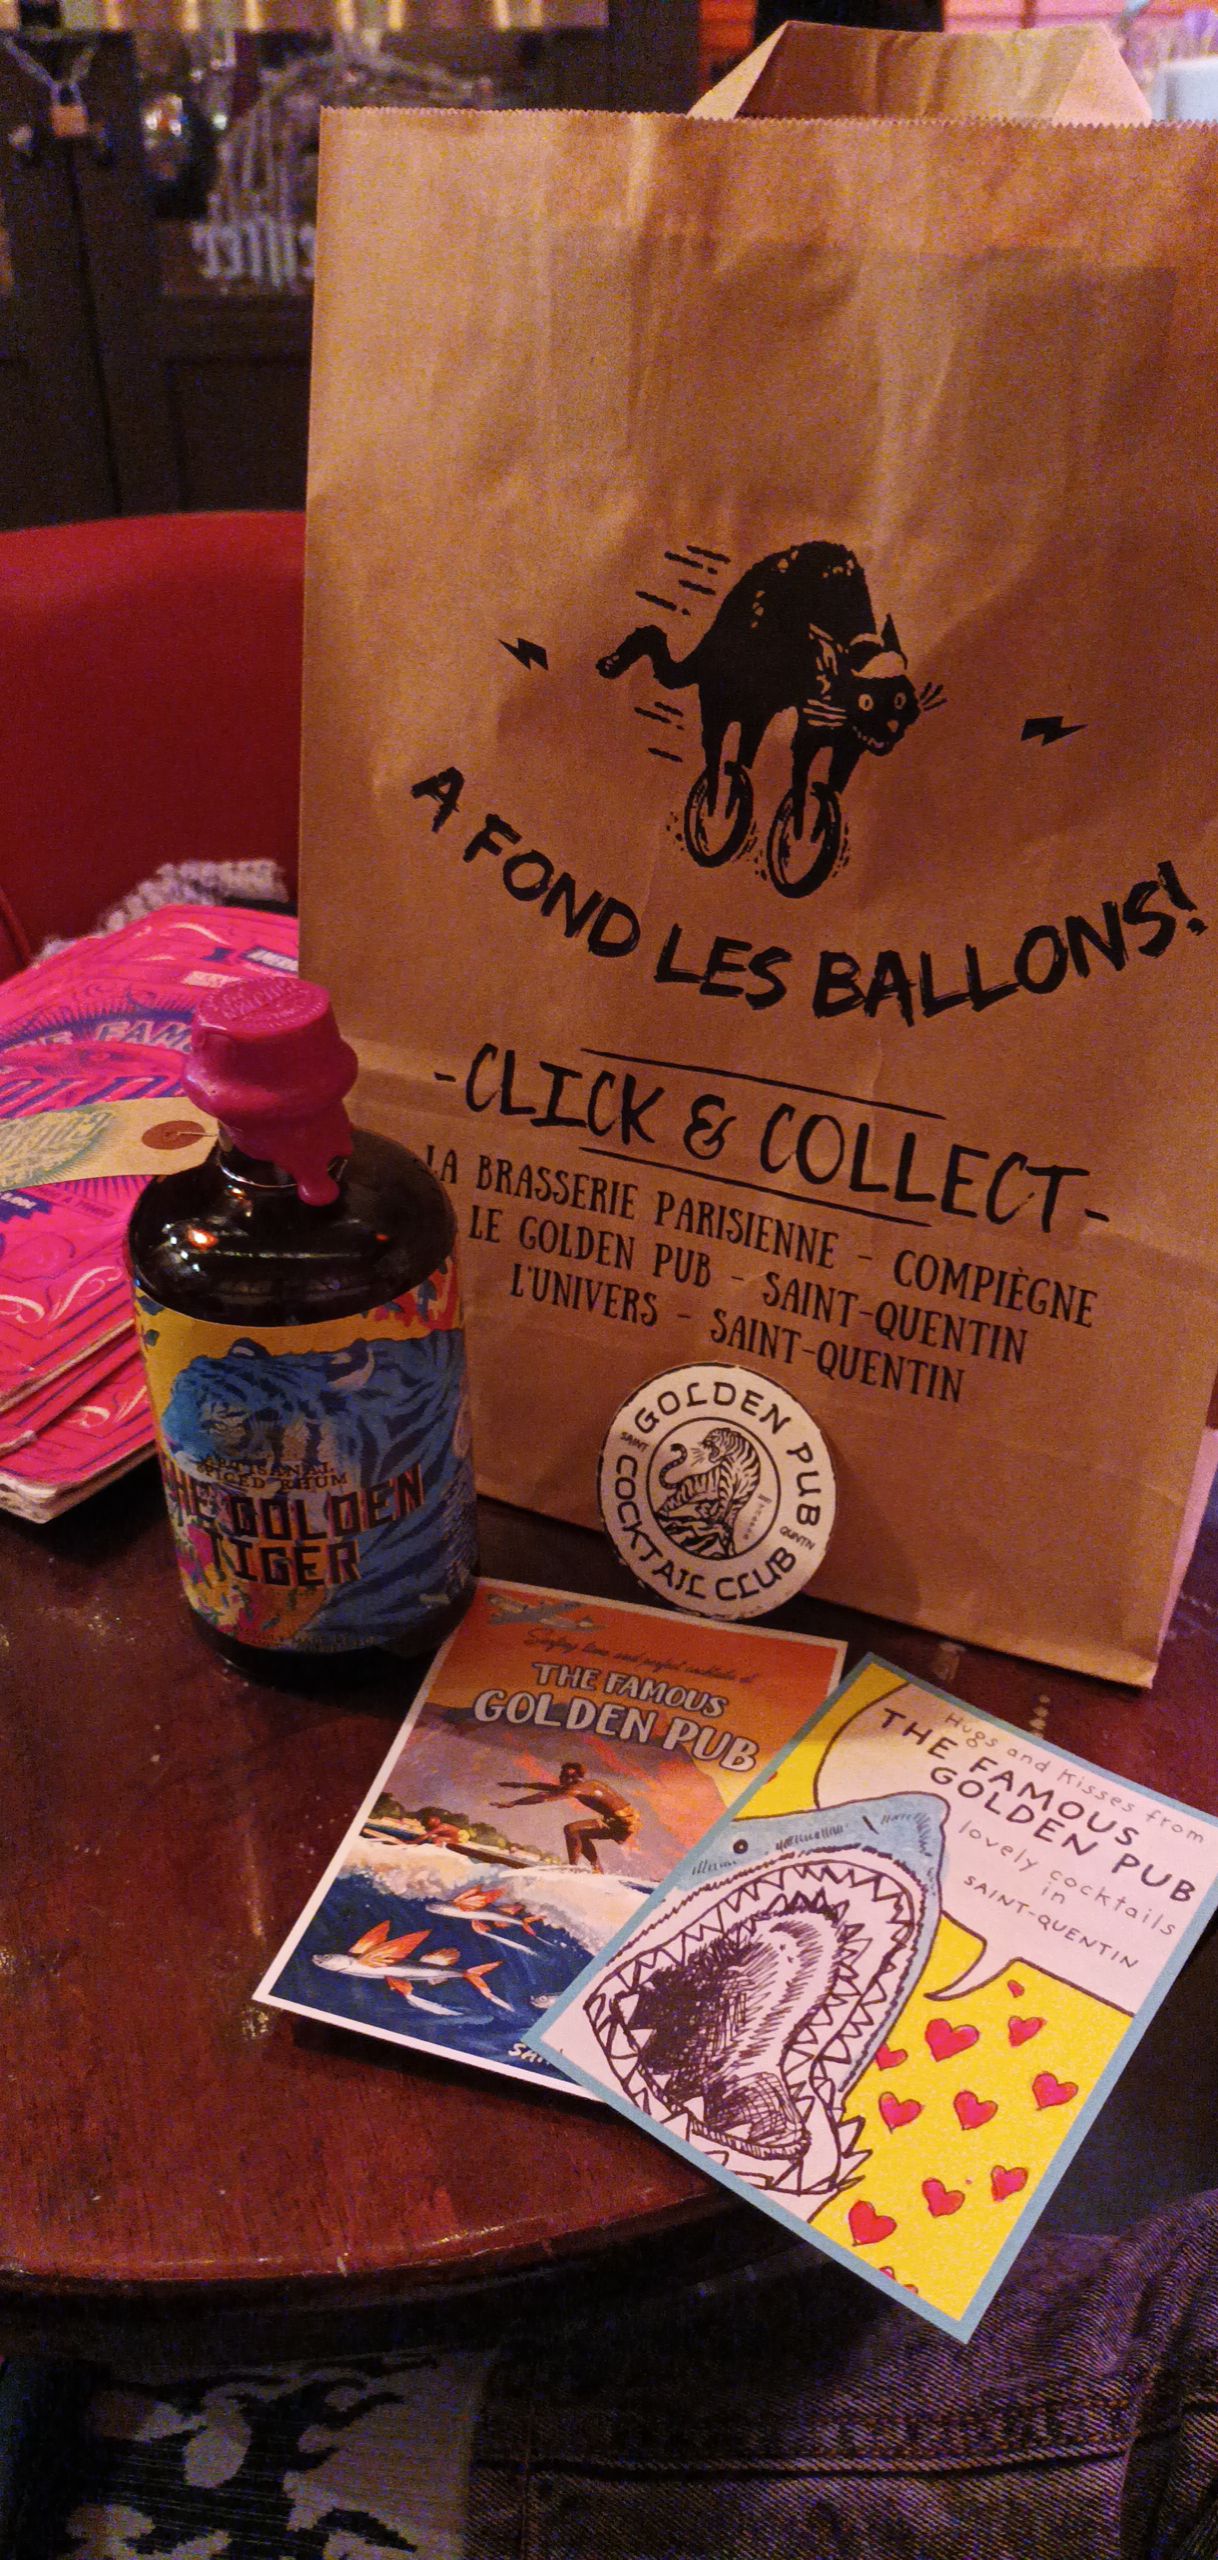 A FOND LES BALLONS!
-CLICK & COLLECT-
LA BRASSERIE PARISIENNE - COMPIÈGNE
LE GOLDEN PUB - SAINT-QUENTIN
L'UNIVERS - SAINT-QUENTIN
GOLDEN PUB
SAINT
QUINTN
COCKTAIL CLUB
ARTISANAL
SPICED RHUM
THE GOLDEN
TIGER
THE FAMOUS
GOLDEN PUB
Hugs and Kisses from
THE FAMOUS
GOLDEN PUB
lovely cocktails
in
SAINT-QUENTIN
FAMO